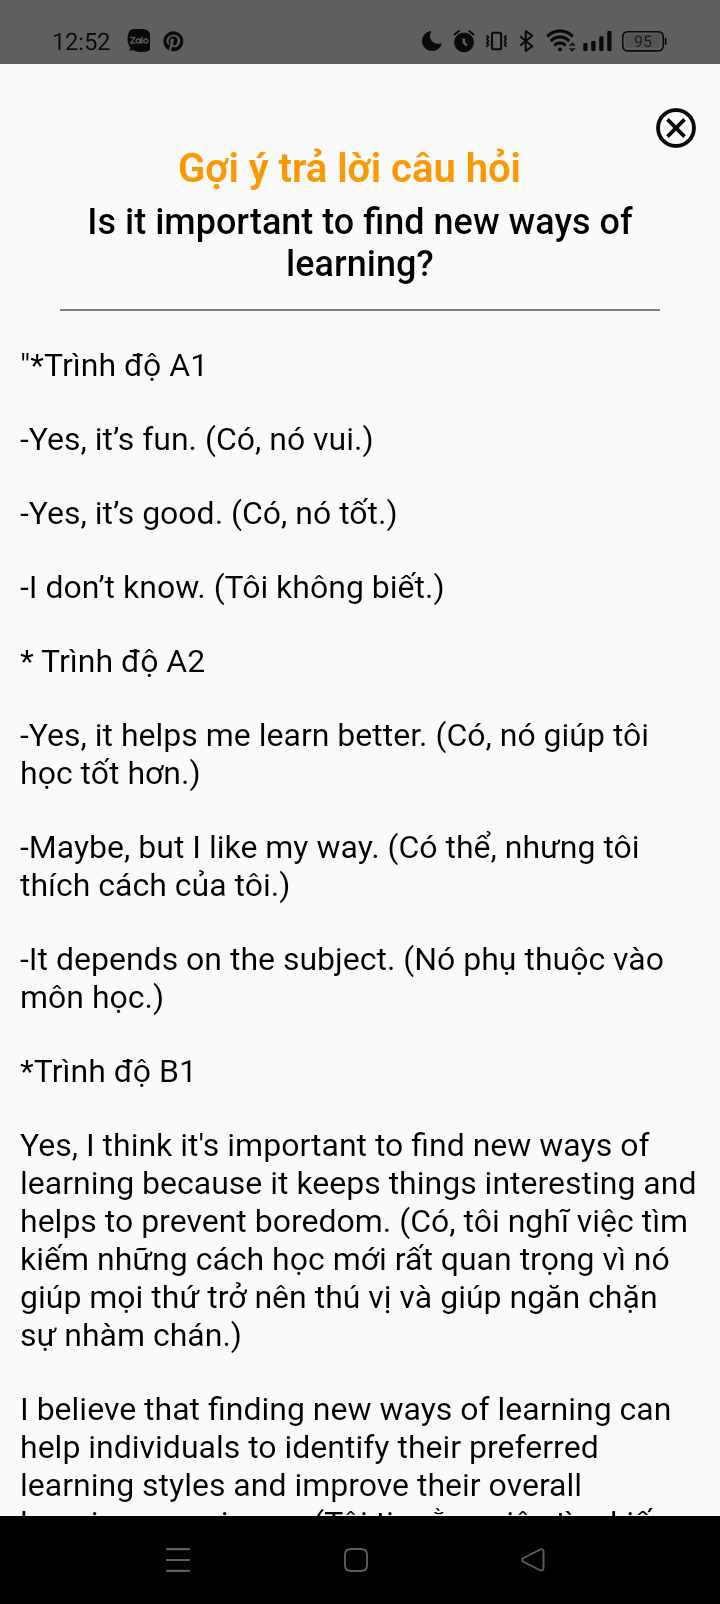 12:52 Zalo 95
Gợi ý trả lời câu hỏi
Is it important to find new ways of
learning?
"*Trình độ A1
-Yes, it’s fun. (Có, nó vui.)
-Yes, it’s good. (Có, nó tốt.)
-I don’t know. (Tôi không biết.)
* Trình độ A2
-Yes, it helps me learn better. (Có, nó giúp tôi
học tốt hơn.)
-Maybe, but I like my way. (Có thể, nhưng tôi
thích cách của tôi.)
-It depends on the subject. (Nó phụ thuộc vào
môn học.)
*Trình độ B1
Yes, I think it's important to find new ways of
learning because it keeps things interesting and
helps to prevent boredom. (Có, tôi nghĩ việc tìm
kiếm những cách học mới rất quan trọng vì nó
giúp mọi thứ trở nên thú vị và giúp ngăn chặn
sự nhàm chán.)
I believe that finding new ways of learning can
help individuals to identify their preferred
learning styles and improve their overall